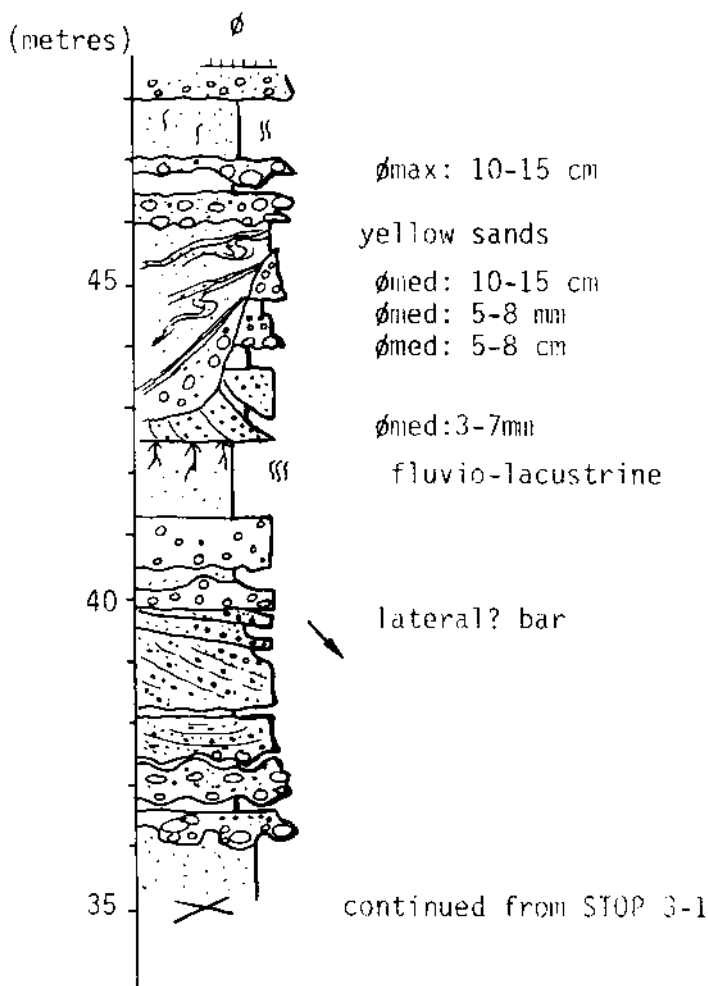 ø
(metres)
ømax: 10-15 cm
yellow sands
45
ømed: 10-15 cm
ømed: 5-8 mm
ømed: 5-8 cm
ømed:3-7mm
fluvio-lacustrine
40
lateral? bar
35
continued from STOP 3-1